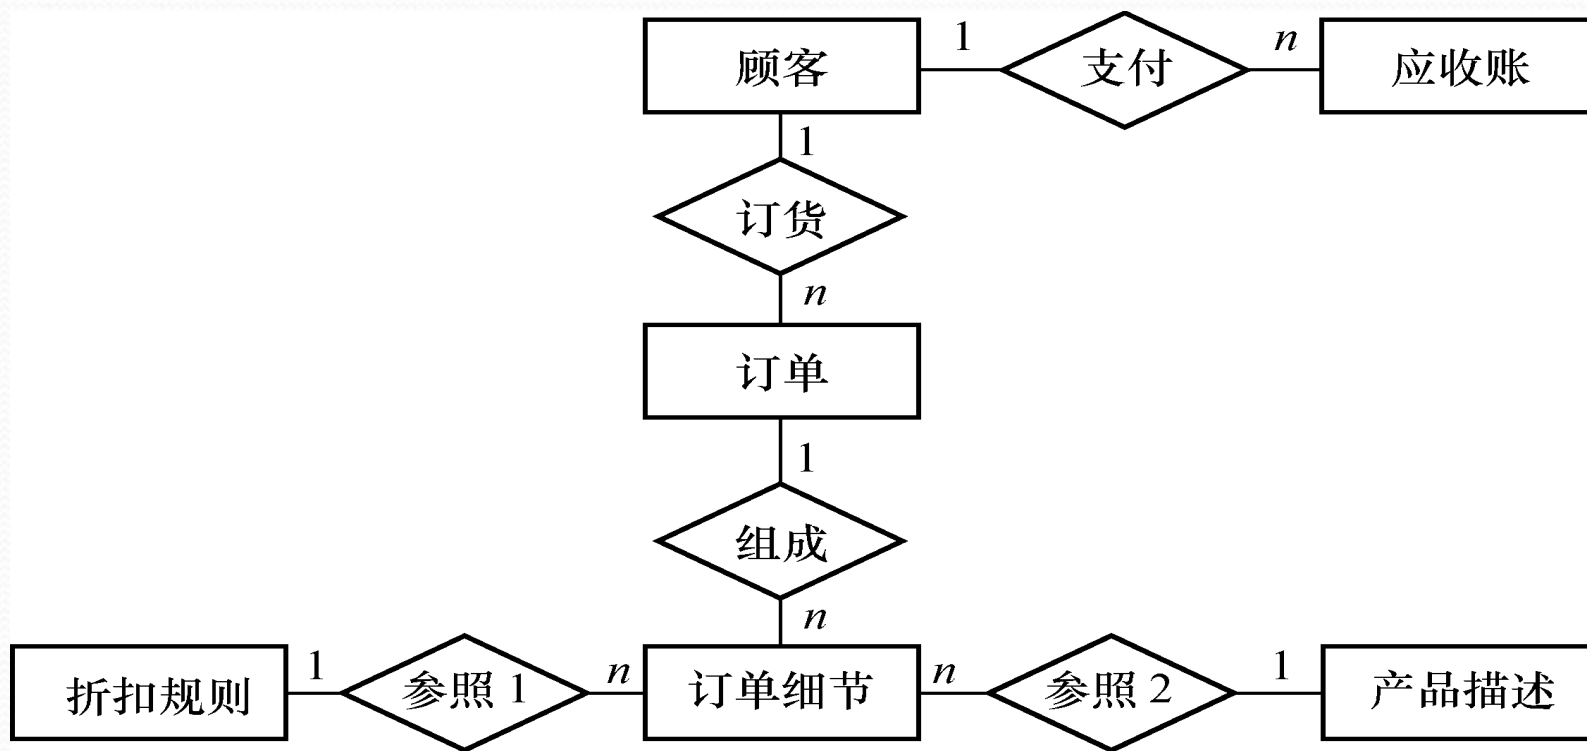 顾客 1 支付 n 应收账
1
订货
n
订单
1
组成
n
折扣规则 1 参照 1 n 订单细节 n 参照 2 1 产品描述